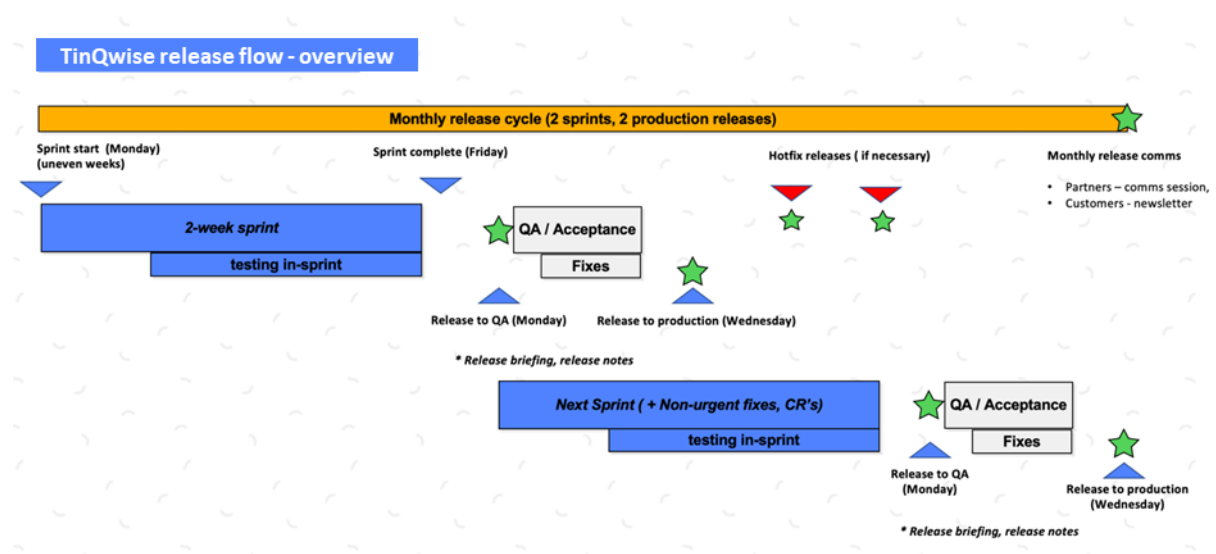 TinQwise release flow - overview
Monthly release cycle (2 sprints, 2 production releases)
Sprint start  (Monday)
(uneven weeks)
Sprint complete (Friday)
Hotfix releases ( if necessary)
Monthly release comms
• Partners – comms session,
• Customers - newsletter
2-week sprint
testing in-sprint
QA / Acceptance
Fixes
Release to QA (Monday)
Release to production (Wednesday)
* Release briefing, release notes
Next Sprint ( + Non-urgent fixes, CR's)
testing in-sprint
QA / Acceptance
Fixes
Release to QA
(Monday)
Release to production
(Wednesday)
* Release briefing, release notes